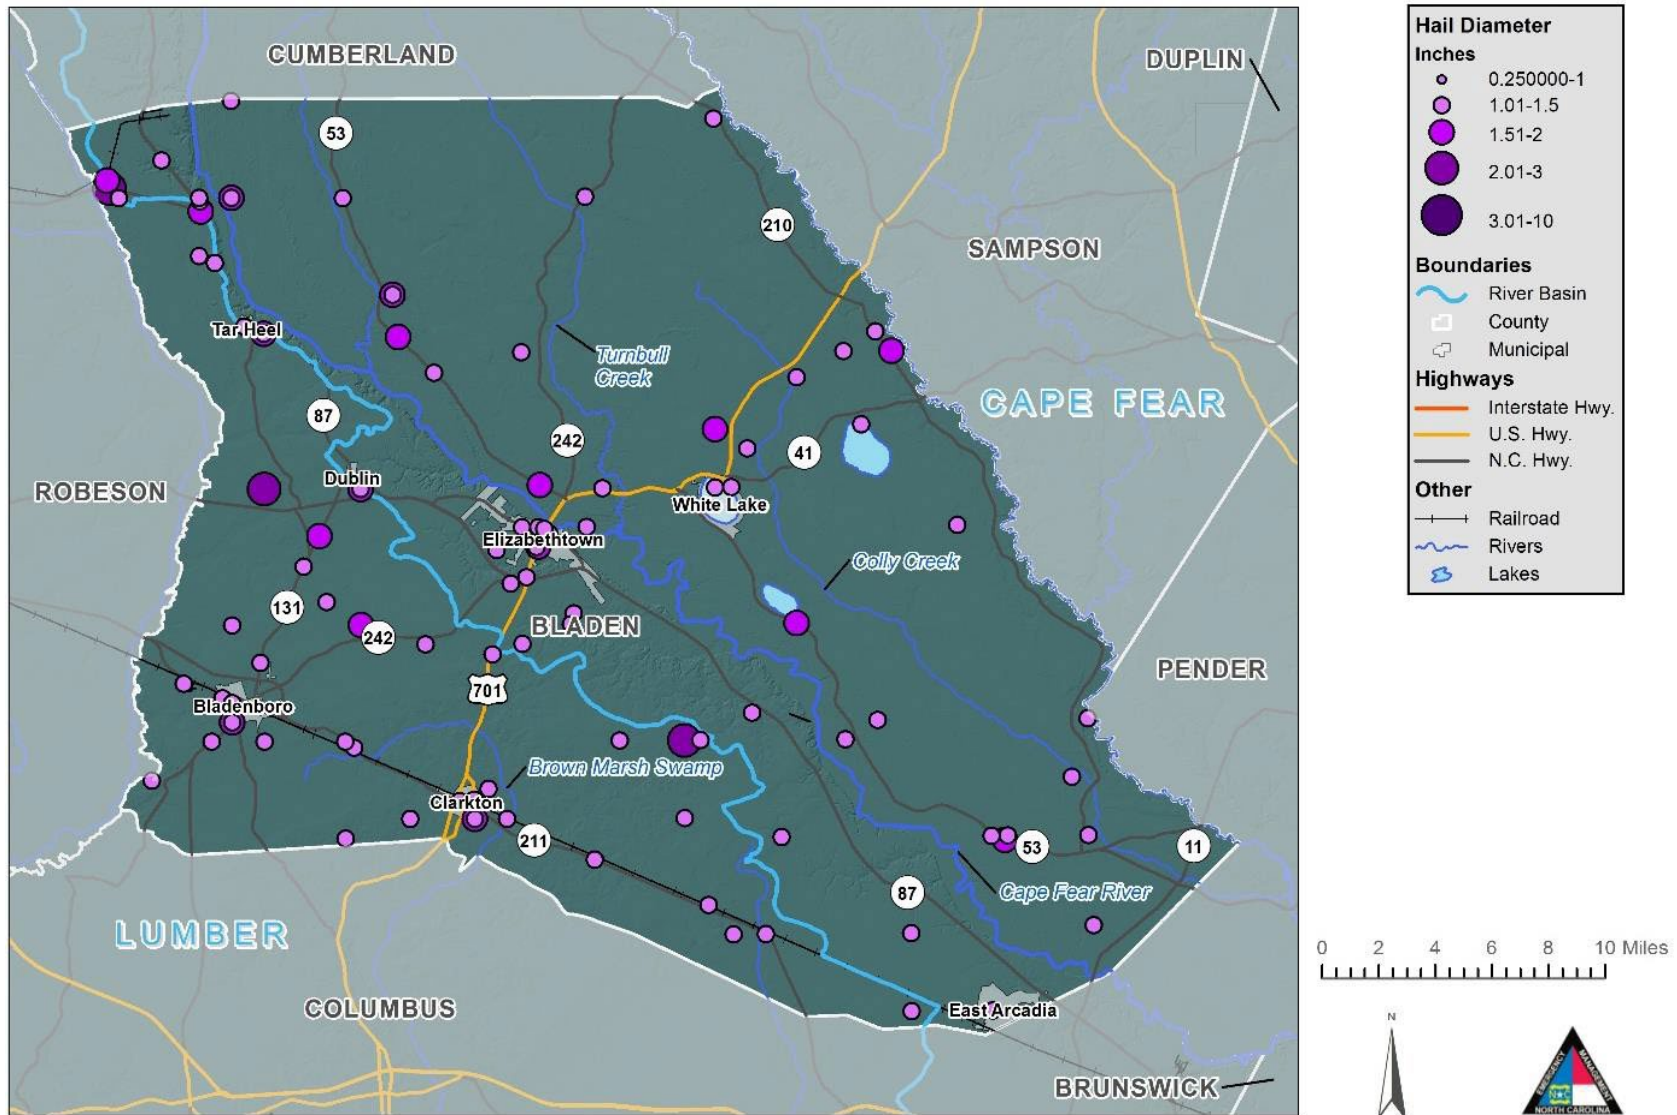 CUMBERLAND
DUPLIN
53
210
SAMPSON
Tar Heel
Turnbull
Creek
CAPE FEAR
87
242
41
ROBESON
Dublin
White Lake
Elizabethtown
Colly Creek
131
BLADEN
242
PENDER
701
Bladenboro
Brown Marsh Swamp
Clarkton
211
53
11
87
Cape Fear River
LUMBER
COLUMBUS
East Arcadia
BRUNSWICK
Hail Diameter
Inches
0.250000-1
1.01-1.5
1.51-2
2.01-3
3.01-10
Boundaries
River Basin
County
Municipal
Highways
Interstate Hwy.
U.S. Hwy.
N.C. Hwy.
Other
Railroad
Rivers
Lakes
0 2 4 6 8 10 Miles
N
EMERGENCY
MANAGEMENT
NORTH CAROLINA